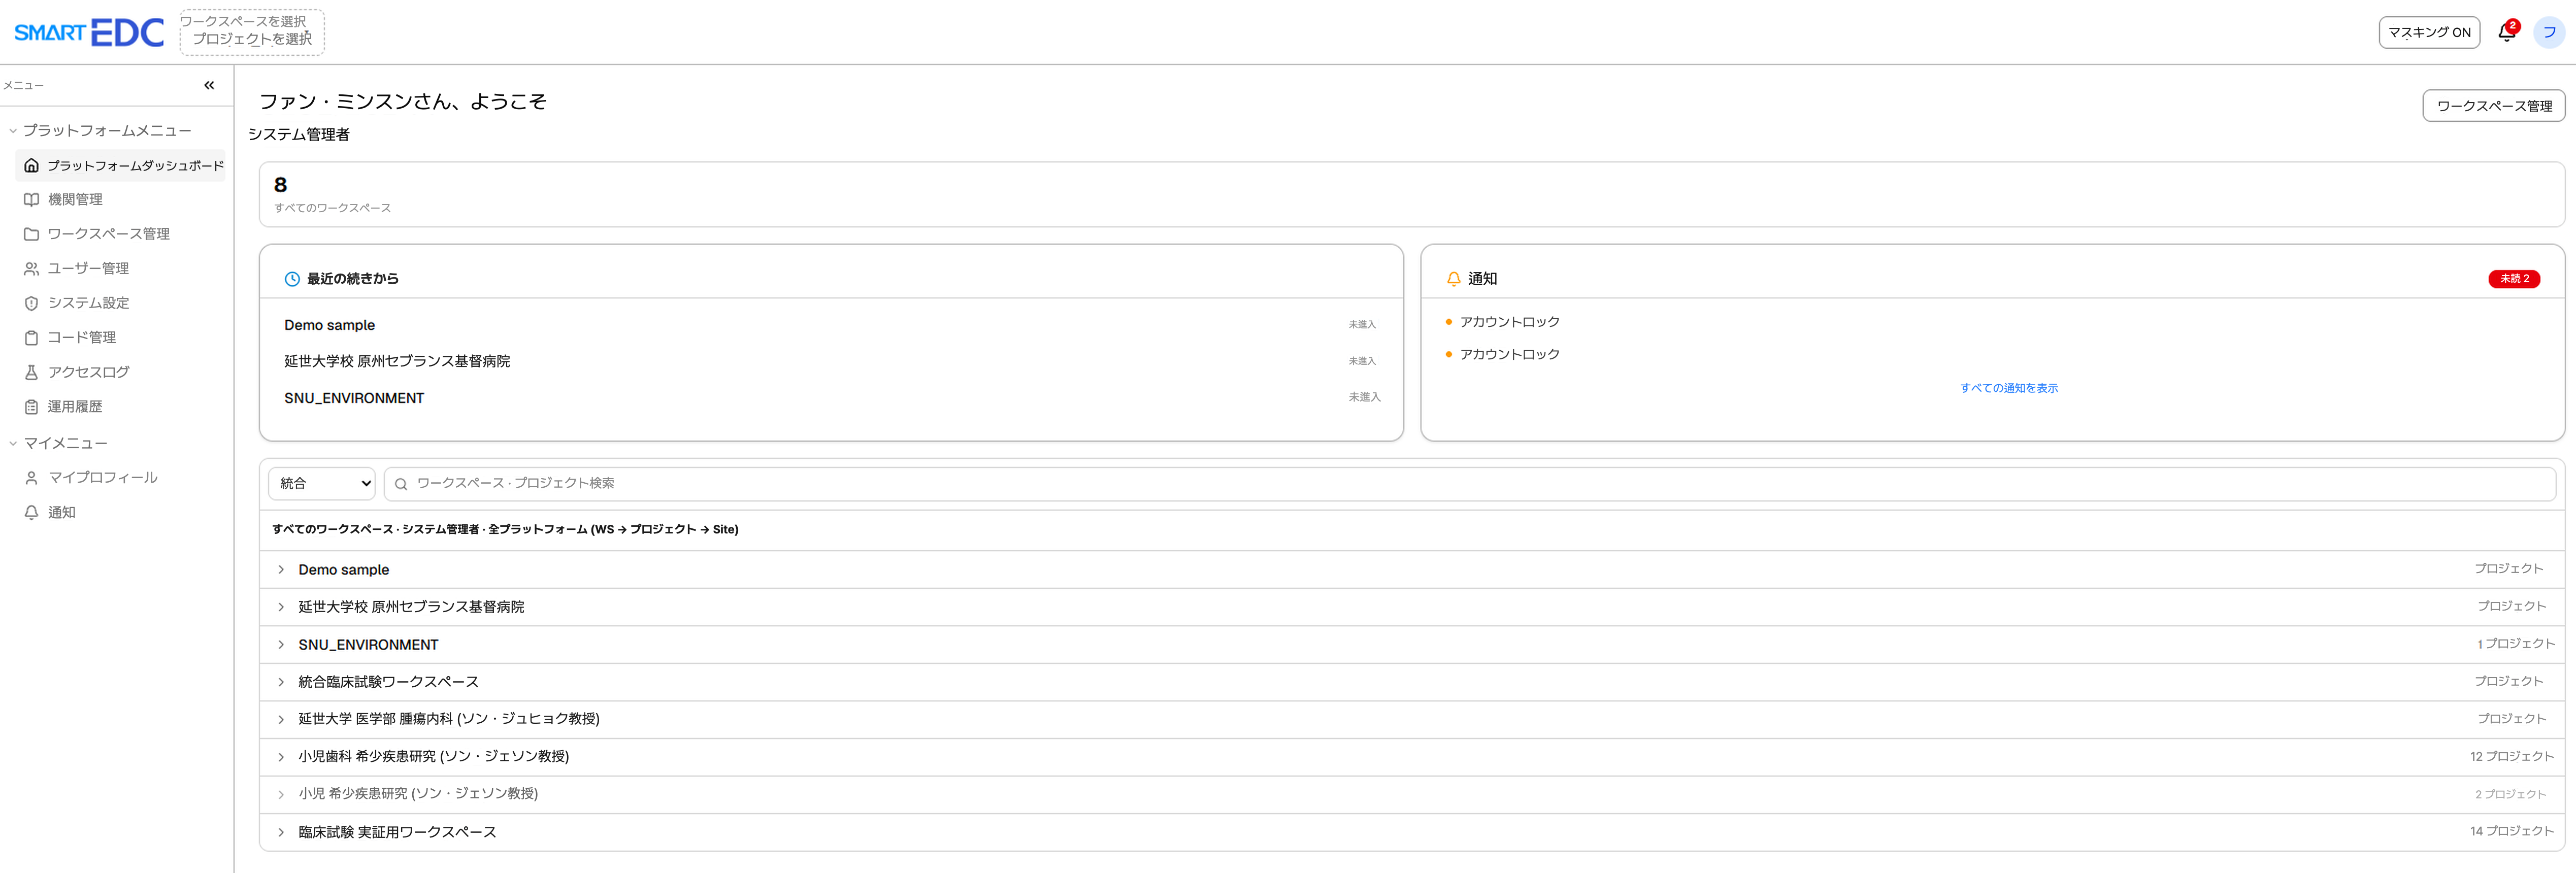 SMART EDC
ワークスペースを選択
プロジェクトを選択
マスキング ON
2
フ
メニュー
プラットフォームメニュー
プラットフォームダッシュボード
機関管理
ワークスペース管理
ユーザー管理
システム設定
コード管理
アクセスログ
運用履歴
マイメニュー
マイプロフィール
通知
ファン・ミンスンさん、ようこそ
システム管理者
ワークスペース管理
8
すべてのワークスペース
最近の続きから
Demo sample 未進入
延世大学校 原州セブランス基督病院 未進入
SNU_ENVIRONMENT 未進入
通知 未読 2
アカウントロック
アカウントロック
すべての通知を表示
統合
ワークスペース · プロジェクト検索
すべてのワークスペース · システム管理者 · 全プラットフォーム (WS → プロジェクト → Site)
Demo sample プロジェクト
延世大学校 原州セブランス基督病院 プロジェクト
SNU_ENVIRONMENT 1 プロジェクト
統合臨床試験ワークスペース プロジェクト
延世大学 医学部 腫瘍内科 (ソン・ジュヒョク教授) プロジェクト
小児歯科 希少疾患研究 (ソン・ジェソン教授) 12 プロジェクト
小児 希少疾患研究 (ソン・ジェソン教授) 2 プロジェクト
臨床試験 実証用ワークスペース 14 プロジェクト